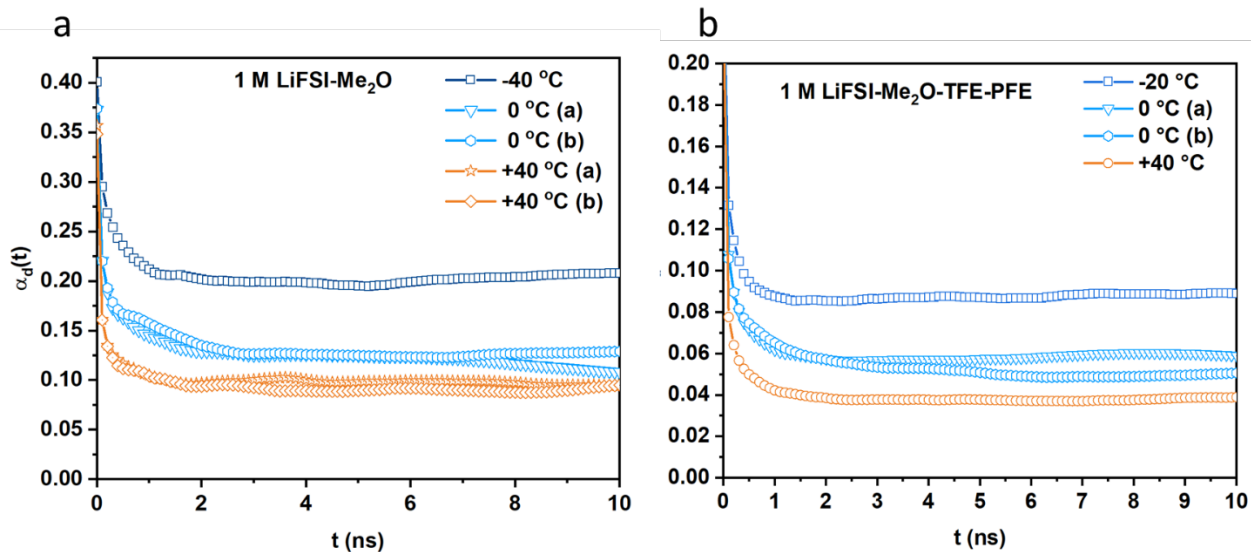 a
1 M LiFSI-Me₂O
-40 °C
0 °C (a)
0 °C (b)
+40 °C (a)
+40 °C (b)
0.40
0.35
0.30
0.25
0.20
0.15
0.10
0.05
0.00
α_d(t)
0 2 4 6 8 10
t (ns)
b
1 M LiFSI-Me₂O-TFE-PFE
-20 °C
0 °C (a)
0 °C (b)
+40 °C
0.20
0.18
0.16
0.14
0.12
0.10
0.08
0.06
0.04
0.02
0.00
0 1 2 3 4 5 6 7 8 9 10
t (ns)